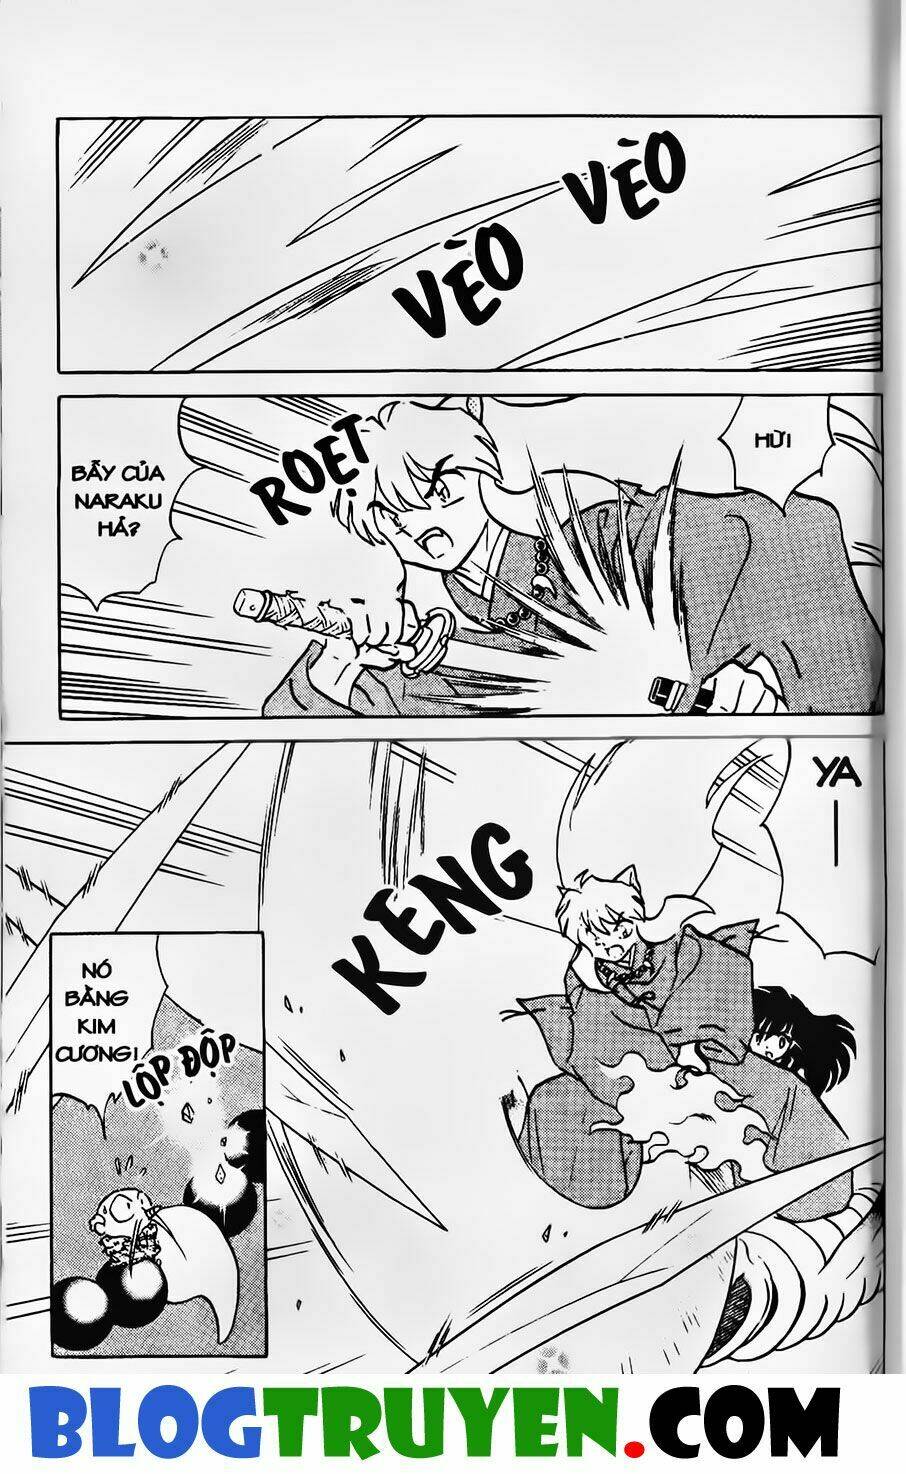 VÈO
VÈO
HỪ!
ROẸT
BẪY CỦA
NARAKU
HẢ?
YA
KENG
NÓ
BẰNG
KIM
CƯƠNG!
LỘP ĐỘP
BLOGTRUYEN.COM